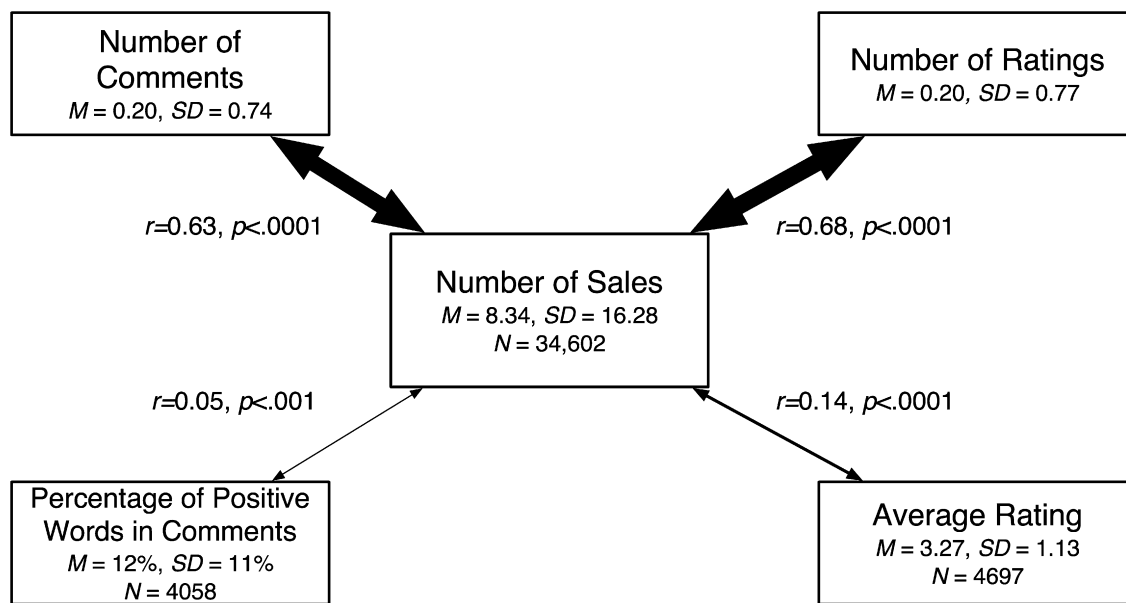 Number of
Comments
M = 0.20, SD = 0.74
Number of Ratings
M = 0.20, SD = 0.77
r=0.63, p<.0001
r=0.68, p<.0001
Number of Sales
M = 8.34, SD = 16.28
N = 34,602
r=0.05, p<.001
r=0.14, p<.0001
Percentage of Positive
Words in Comments
M = 12%, SD = 11%
N = 4058
Average Rating
M = 3.27, SD = 1.13
N = 4697